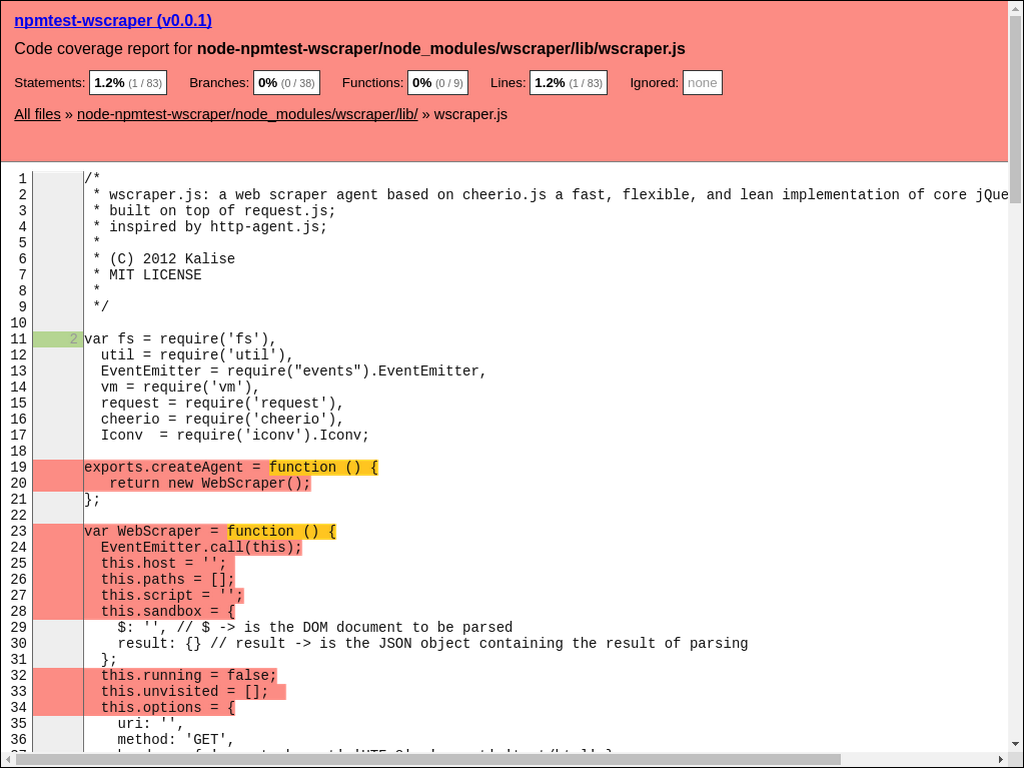 npmtest-wscraper (v0.0.1)
Code coverage report for node-npmtest-wscraper/node_modules/wscraper/lib/wscraper.js
Statements: 1.2% (1 / 83) Branches: 0% (0 / 38) Functions: 0% (0 / 9) Lines: 1.2% (1 / 83) Ignored: none
All files » node-npmtest-wscraper/node_modules/wscraper/lib/ » wscraper.js
1 /*
2 * wscraper.js: a web scraper agent based on cheerio.js a fast, flexible, and lean implementation of core jQue
3 * built on top of request.js;
4 * inspired by http-agent.js;
5 *
6 * (C) 2012 Kalise
7 * MIT LICENSE
8 *
9 */
10
11 2 var fs = require('fs'),
12 util = require('util'),
13 EventEmitter = require("events").EventEmitter,
14 vm = require('vm'),
15 request = require('request'),
16 cheerio = require('cheerio'),
17 Iconv  = require('iconv').Iconv;
18
19 exports.createAgent = function () {
20 return new WebScraper();
21 };
22
23 var WebScraper = function () {
24 EventEmitter.call(this);
25 this.host = '';
26 this.paths = [];
27 this.script = '';
28 this.sandbox = {
29 $: '', // $ -> is the DOM document to be parsed
30 result: {} // result -> is the JSON object containing the result of parsing
31 };
32 this.running = false;
33 this.unvisited = [];
34 this.options = {
35 uri: '',
36 method: 'GET',